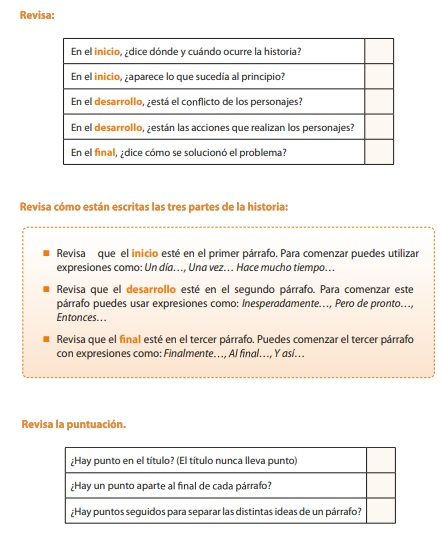 Revisa:
En el inicio, ¿dice dónde y cuándo ocurre la historia?
En el inicio, ¿aparece lo que sucedía al principio?
En el desarrollo, ¿está el conflicto de los personajes?
En el desarrollo, ¿están las acciones que realizan los personajes?
En el final, ¿dice cómo se solucionó el problema?
Revisa cómo están escritas las tres partes de la historia:
Revisa que el inicio esté en el primer párrafo. Para comenzar puedes utilizar
expresiones como: Un día…, Una vez… Hace mucho tiempo…
Revisa que el desarrollo esté en el segundo párrafo. Para comenzar este
párrafo puedes usar expresiones como: Inesperadamente…, Pero de pronto…,
Entonces…
Revisa que el final esté en el tercer párrafo. Puedes comenzar el tercer párrafo
con expresiones como: Finalmente…, Al final…, Y así…
Revisa la puntuación.
¿Hay punto en el título? (El título nunca lleva punto)
¿Hay un punto aparte al final de cada párrafo?
¿Hay puntos seguidos para separar las distintas ideas de un párrafo?